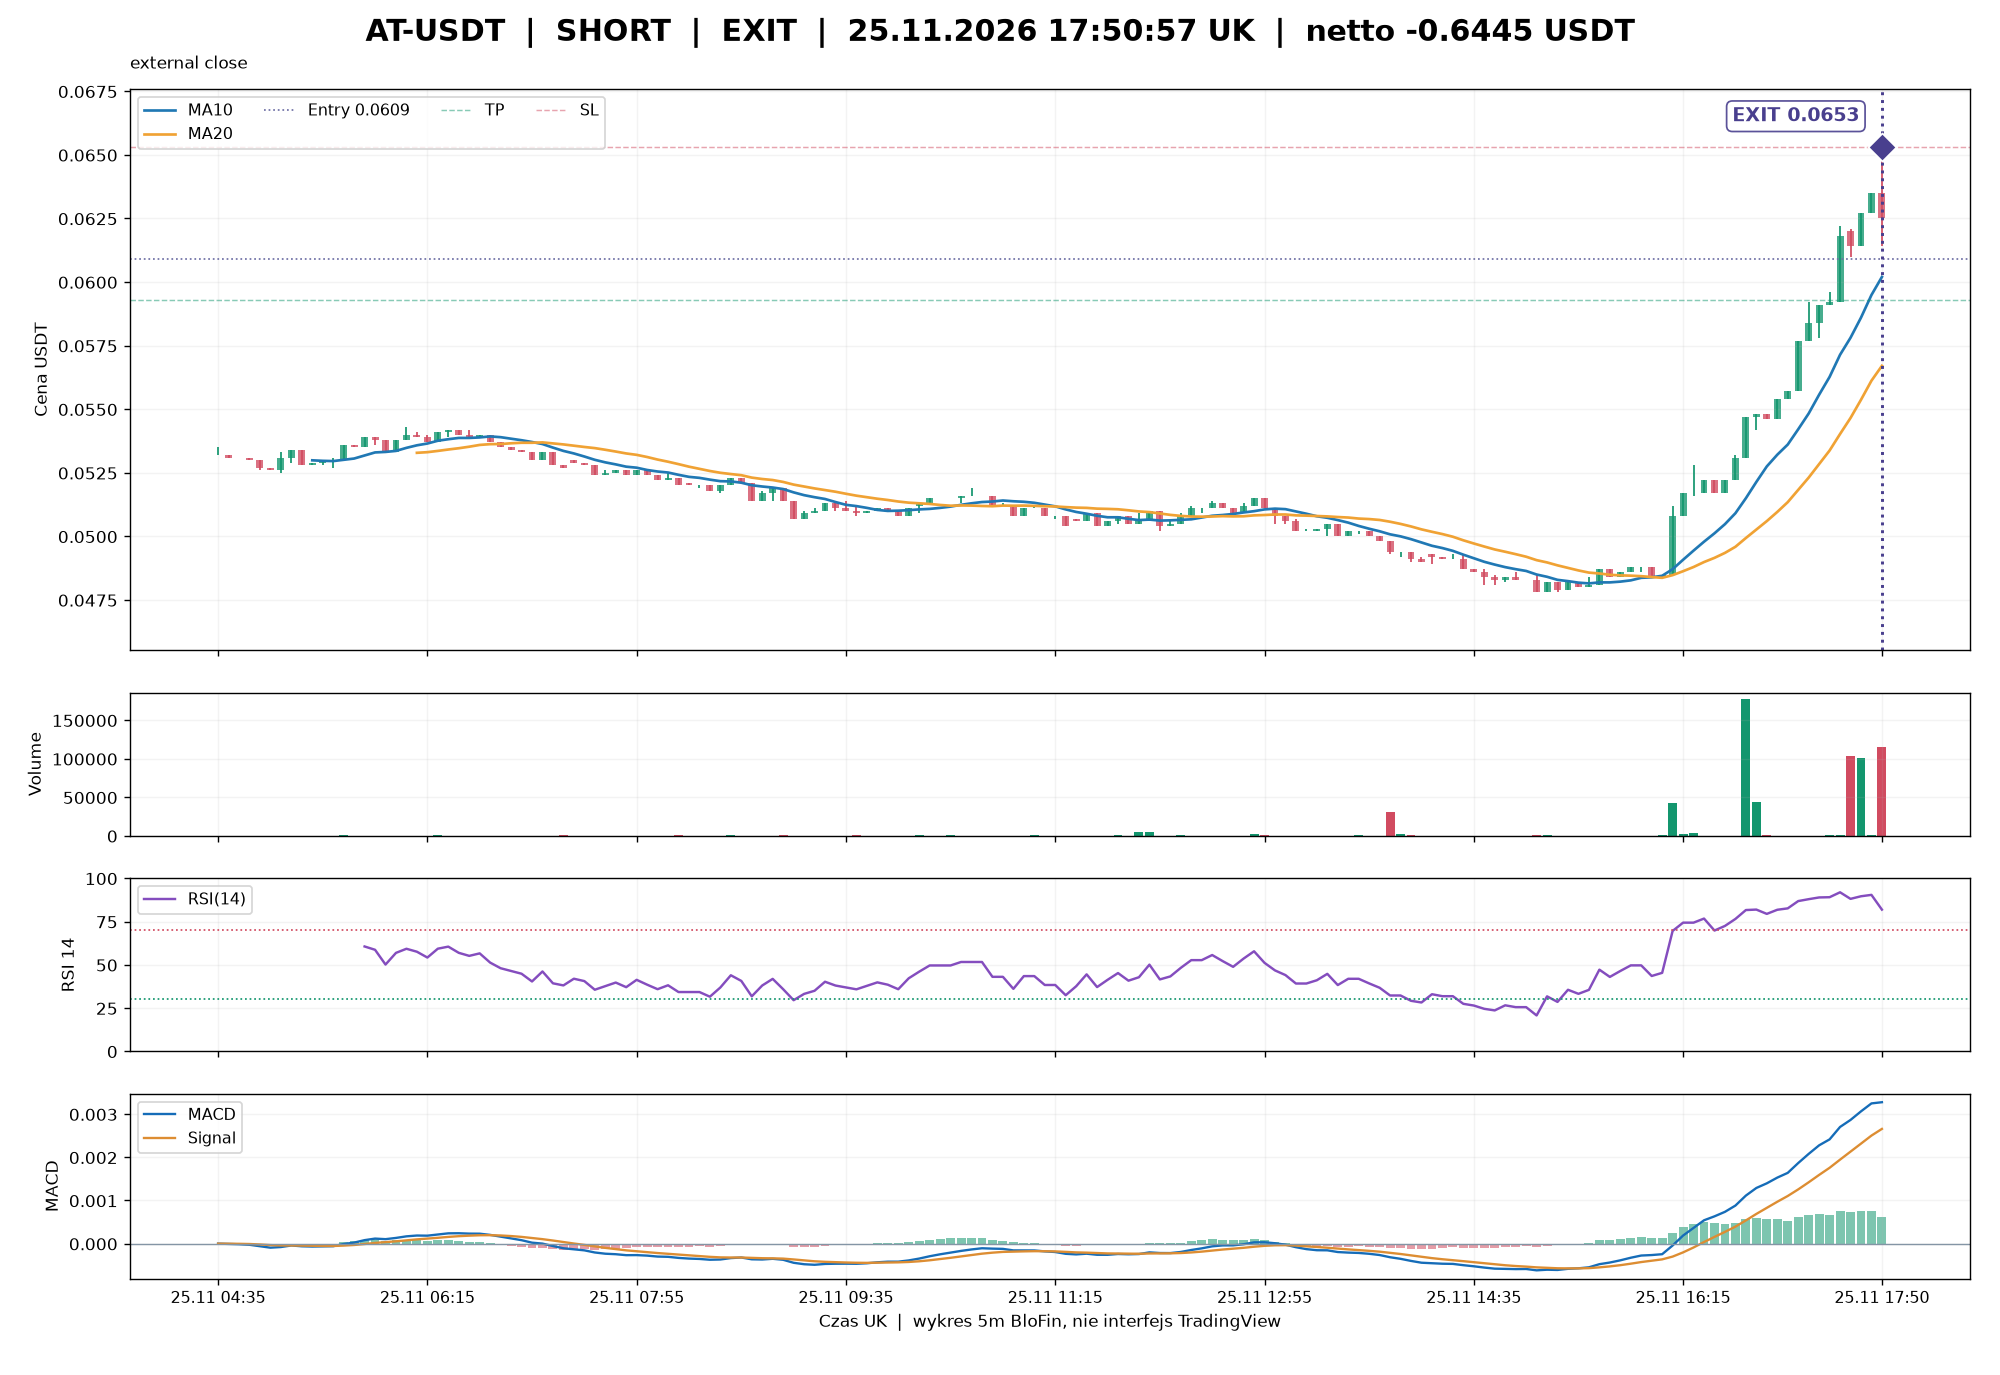 AT-USDT | SHORT | EXIT | 25.11.2026 17:50:57 UK | netto -0.6445 USDT
external close
MA10
MA20
Entry 0.0609
TP
SL
EXIT 0.0653
Cena USDT
0.0675
0.0650
0.0625
0.0600
0.0575
0.0550
0.0525
0.0500
0.0475
Volume
150000
100000
50000
0
RSI(14)
RSI 14
100
75
50
25
0
MACD
Signal
MACD
0.003
0.002
0.001
0.000
25.11 04:35
25.11 06:15
25.11 07:55
25.11 09:35
25.11 11:15
25.11 12:55
25.11 14:35
25.11 16:15
25.11 17:50
Czas UK | wykres 5m BloFin, nie interfejs TradingView